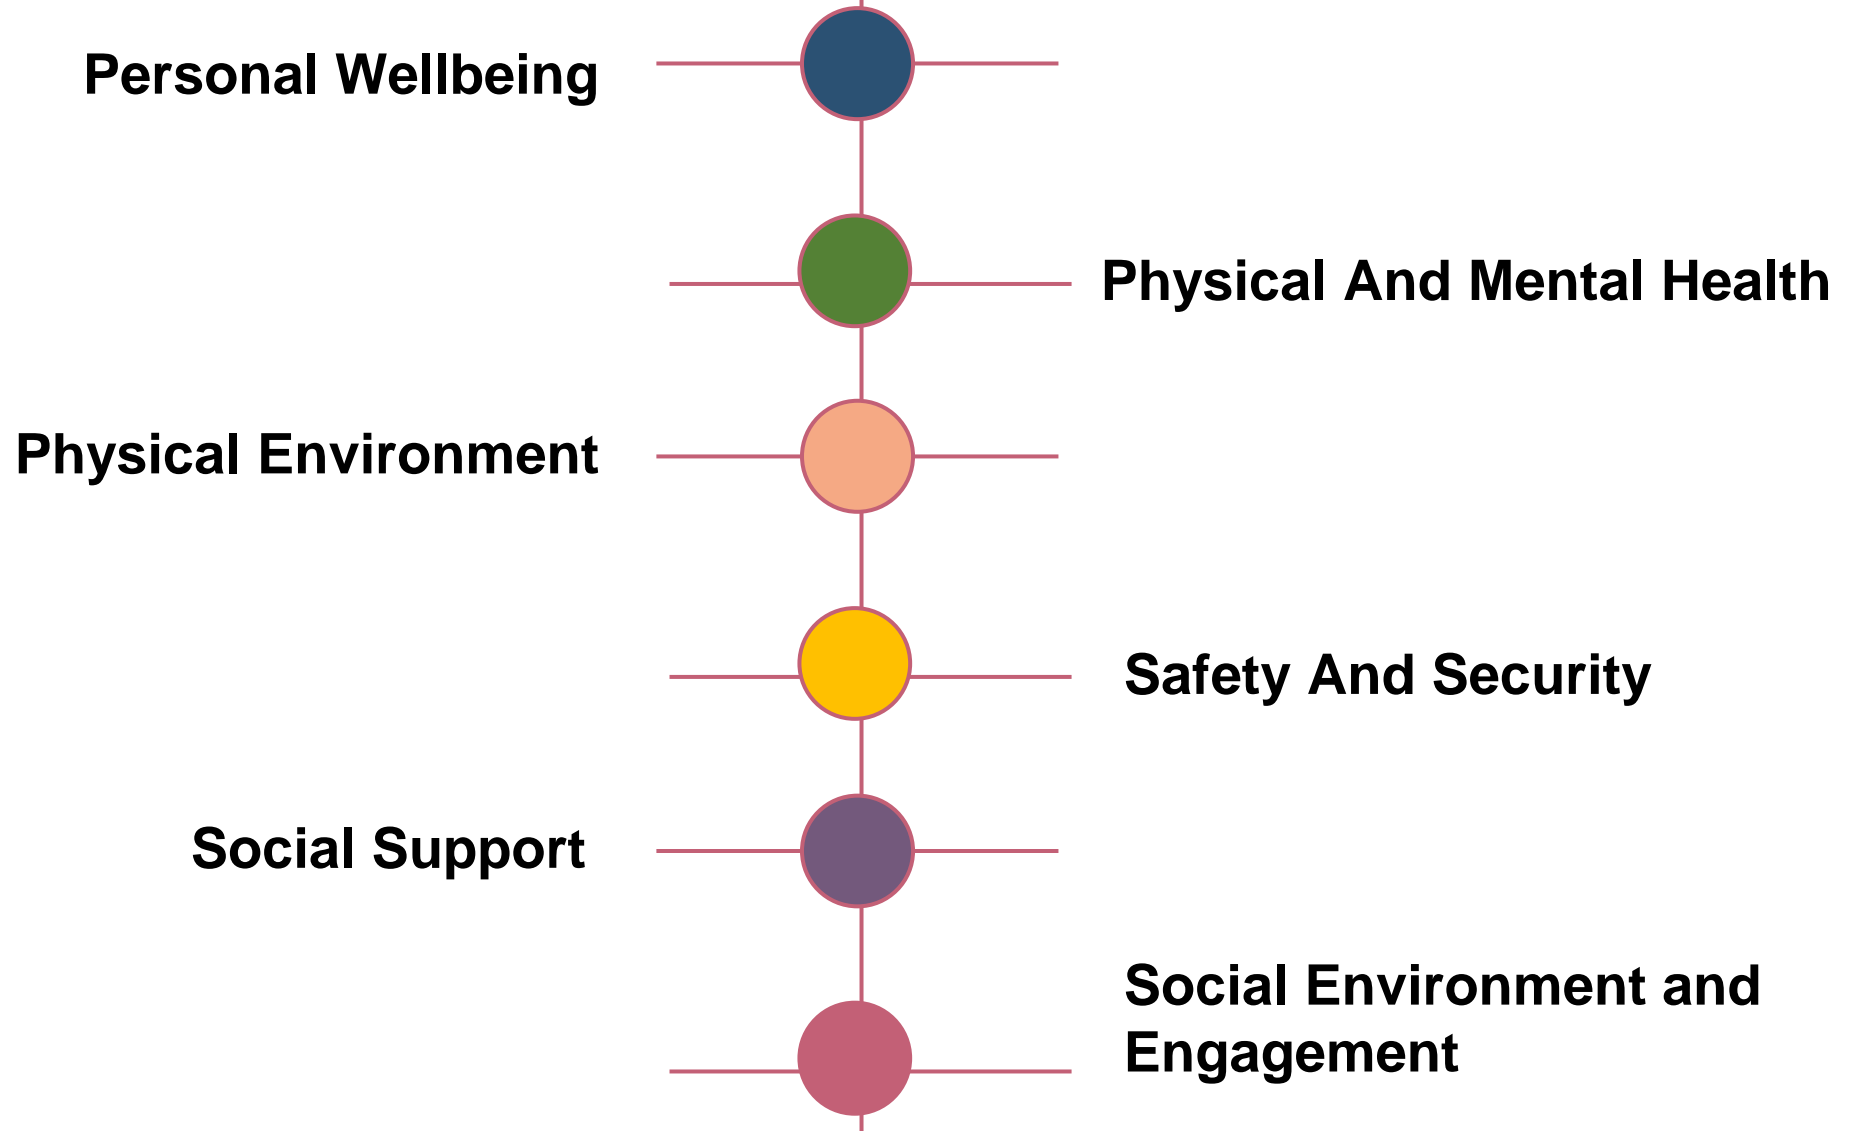 Personal Wellbeing
Physical And Mental Health
Physical Environment
Safety And Security
Social Support
Social Environment and
Engagement